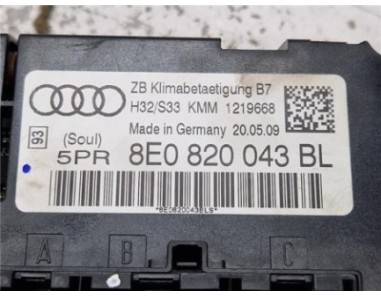 ZB Klimabetaetigung B7
H32/S33 KMM 1219668
Made in Germany 20.05.09
93
(Soul)
5PR 8E0 820 043 BL
*8E0820043BLS*
A B C